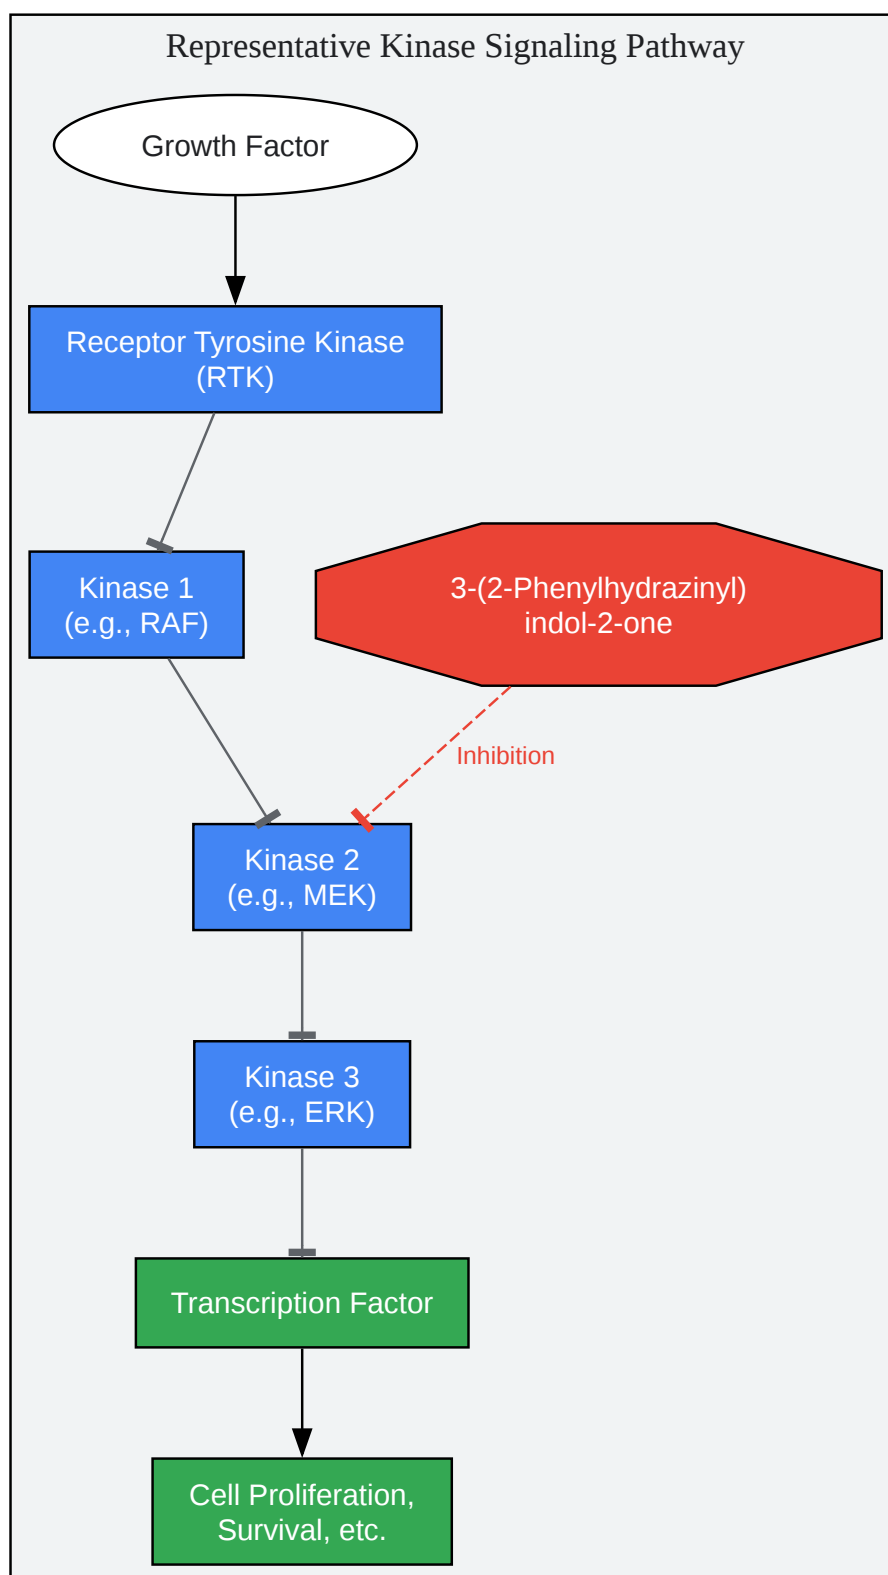 Representative Kinase Signaling Pathway
Growth Factor
Receptor Tyrosine Kinase
(RTK)
Kinase 1
(e.g., RAF)
3-(2-Phenylhydrazinyl)
indol-2-one
Inhibition
Kinase 2
(e.g., MEK)
Kinase 3
(e.g., ERK)
Transcription Factor
Cell Proliferation,
Survival, etc.